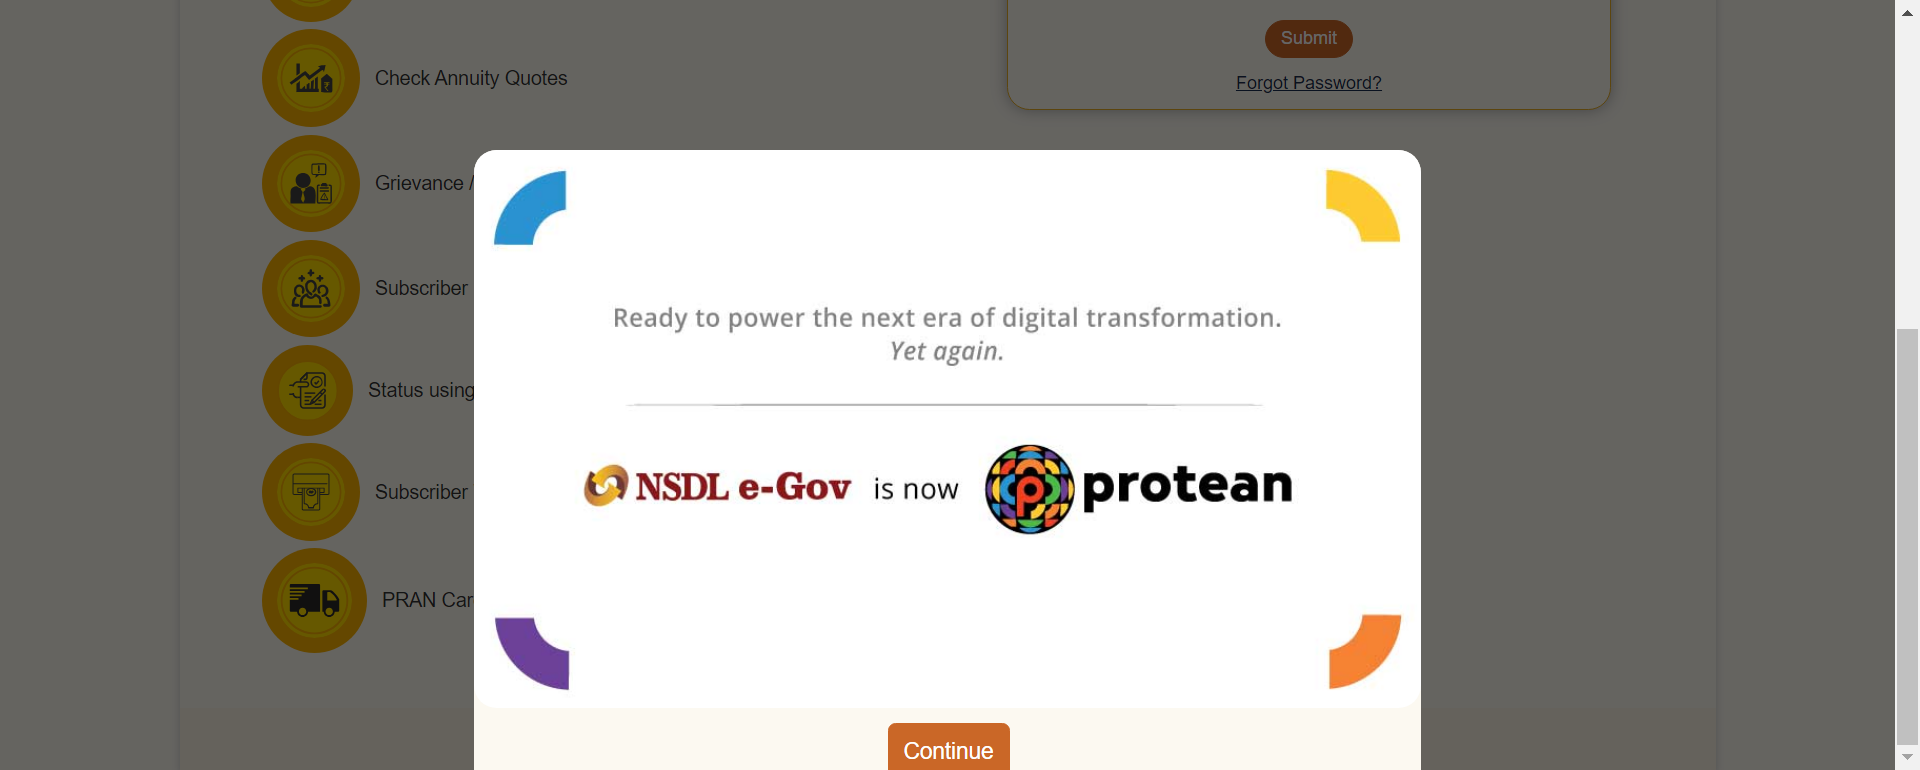 Check Annuity Quotes
Grievance /
Subscriber
Status using
Subscriber
PRAN Car
Submit
Forgot Password?
Ready to power the next era of digital transformation.
Yet again.
NSDL e-Gov is now protean
Continue